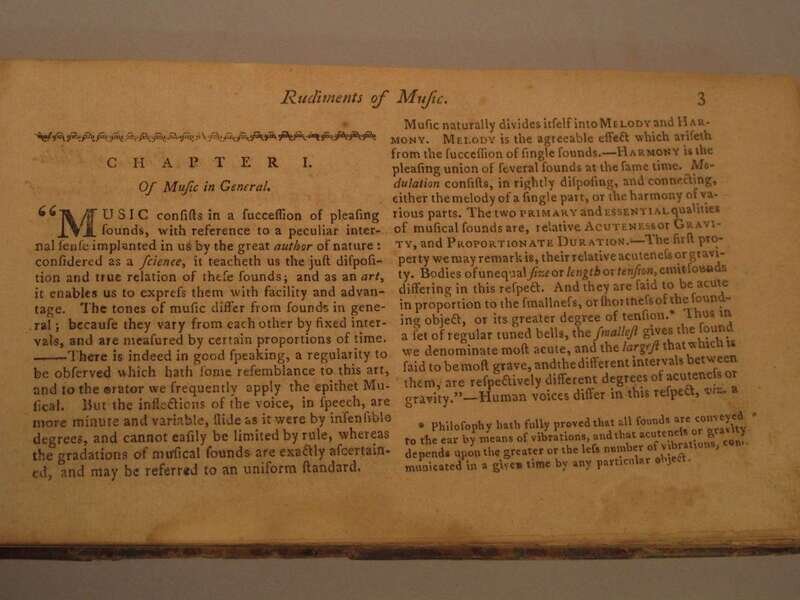 Rudiments of Muſic.
3
CHAPTER I.
Of Muſic in General.
“MUSIC conſiſts in a ſucceſſion of pleaſing
ſounds, with reference to a peculiar inter-
nal ſenſe implanted in us by the great author of nature :
conſidered as a ſcience, it teacheth us the juſt diſpoſi-
tion and true relation of theſe ſounds; and as an art,
it enables us to expreſs them with facility and advan-
tage. The tones of muſic differ from ſounds in gene-
ral; becauſe they vary from each other by fixed inter-
vals, and are meaſured by certain proportions of time.
——There is indeed in good ſpeaking, a regularity to
be obſerved which hath ſome reſemblance to this art,
and to the orator we frequently apply the epithet Mu-
ſical. But the inflections of the voice, in ſpeech, are
more minute and variable, ſlide as it were by inſenſible
degrees, and cannot eaſily be limited by rule, whereas
the gradations of muſical ſounds are exactly aſcertain-
ed, and may be referred to an uniform ſtandard.
Muſic naturally divides itſelf into MELODY and HAR-
MONY. MELODY is the agreeable effect which ariſeth
from the ſucceſſion of ſingle ſounds.—HARMONY is the
pleaſing union of ſeveral ſounds at the ſame time. Mo-
dulation conſiſts, in rightly diſpoſing, and connecting,
either the melody of a ſingle part, or the harmony of va-
rious parts. The two PRIMARY and ESSENTIAL qualities
of muſical ſounds are, relative ACUTENESS or GRAVI-
TY, and PROPORTIONATE DURATION.—The firſt pro-
perty we may remark is, their relative acuteneſs or gravi-
ty. Bodies of unequal ſize or length or tenſion, emit ſounds
differing in this reſpect. And they are ſaid to be acute
in proportion to the ſmallneſs, or ſhortneſs of the ſound-
ing object, or its greater degree of tenſion.* Thus in
a ſet of regular tuned bells, the ſmalleſt gives the ſound
we denominate moſt acute, and the largeſt that which is
ſaid to be moſt grave, and the different intervals between
them, are reſpectively different degrees of acuteneſs or
gravity.”—Human voices differ in this reſpect, viz. a
* Philoſophy hath fully proved that all ſounds are conveyed
to the ear by means of vibrations, and that acuteneſs or gravity
depends upon the greater or the leſs number of vibrations, com-
municated in a given time by any particular object.